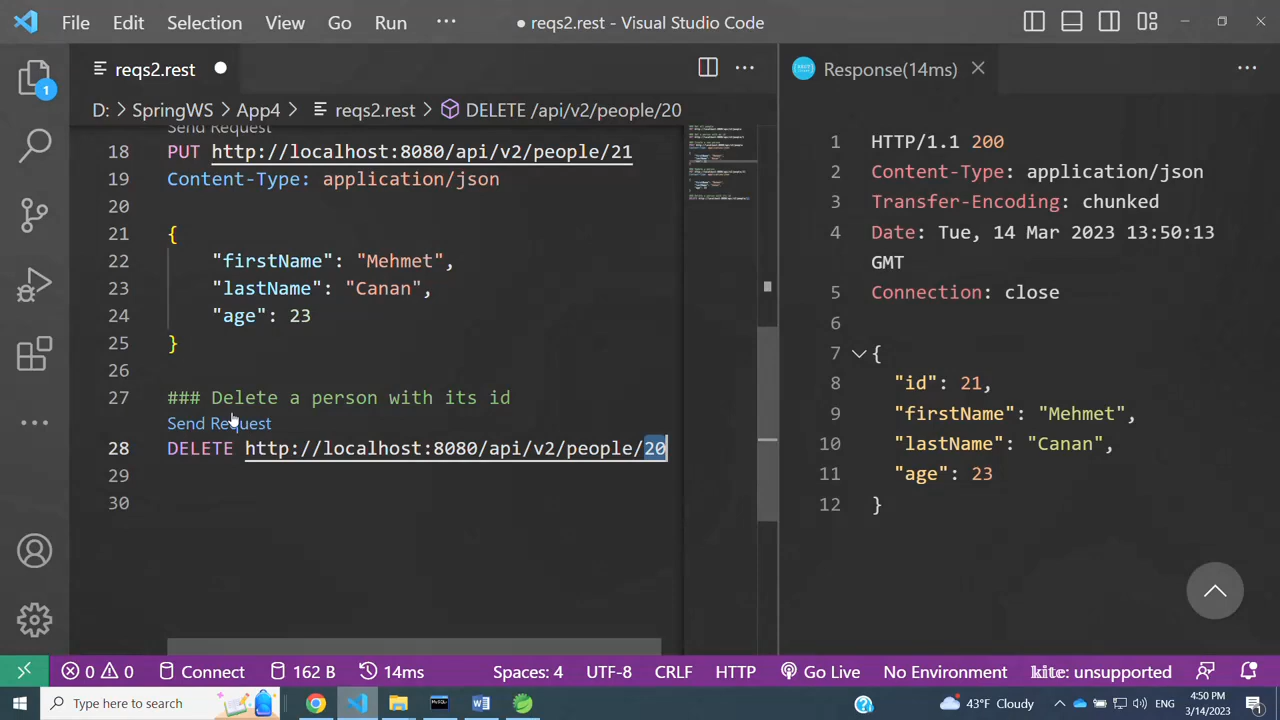 File Edit Selection View Go Run ··· ● reqs2.rest - Visual Studio Code
reqs2.rest
Response(14ms)
D: > SpringWS > App4 > reqs2.rest > DELETE /api/v2/people/20
Send Request
18 PUT http://localhost:8080/api/v2/people/21
19 Content-Type: application/json
20
21 {
22 "firstName": "Mehmet",
23 "lastName": "Canan",
24 "age": 23
25 }
26
27 ### Delete a person with its id
Send Request
28 DELETE http://localhost:8080/api/v2/people/20
29
30
1 HTTP/1.1 200
2 Content-Type: application/json
3 Transfer-Encoding: chunked
4 Date: Tue, 14 Mar 2023 13:50:13
GMT
5 Connection: close
6
7 {
8 "id": 21,
9 "firstName": "Mehmet",
10 "lastName": "Canan",
11 "age": 23
12 }
1
0 0 Connect 162 B 14ms Spaces: 4 UTF-8 CRLF HTTP Go Live No Environment kite: unsupported
Type here to search
43°F Cloudy
ENG
4:50 PM
3/14/2023
1